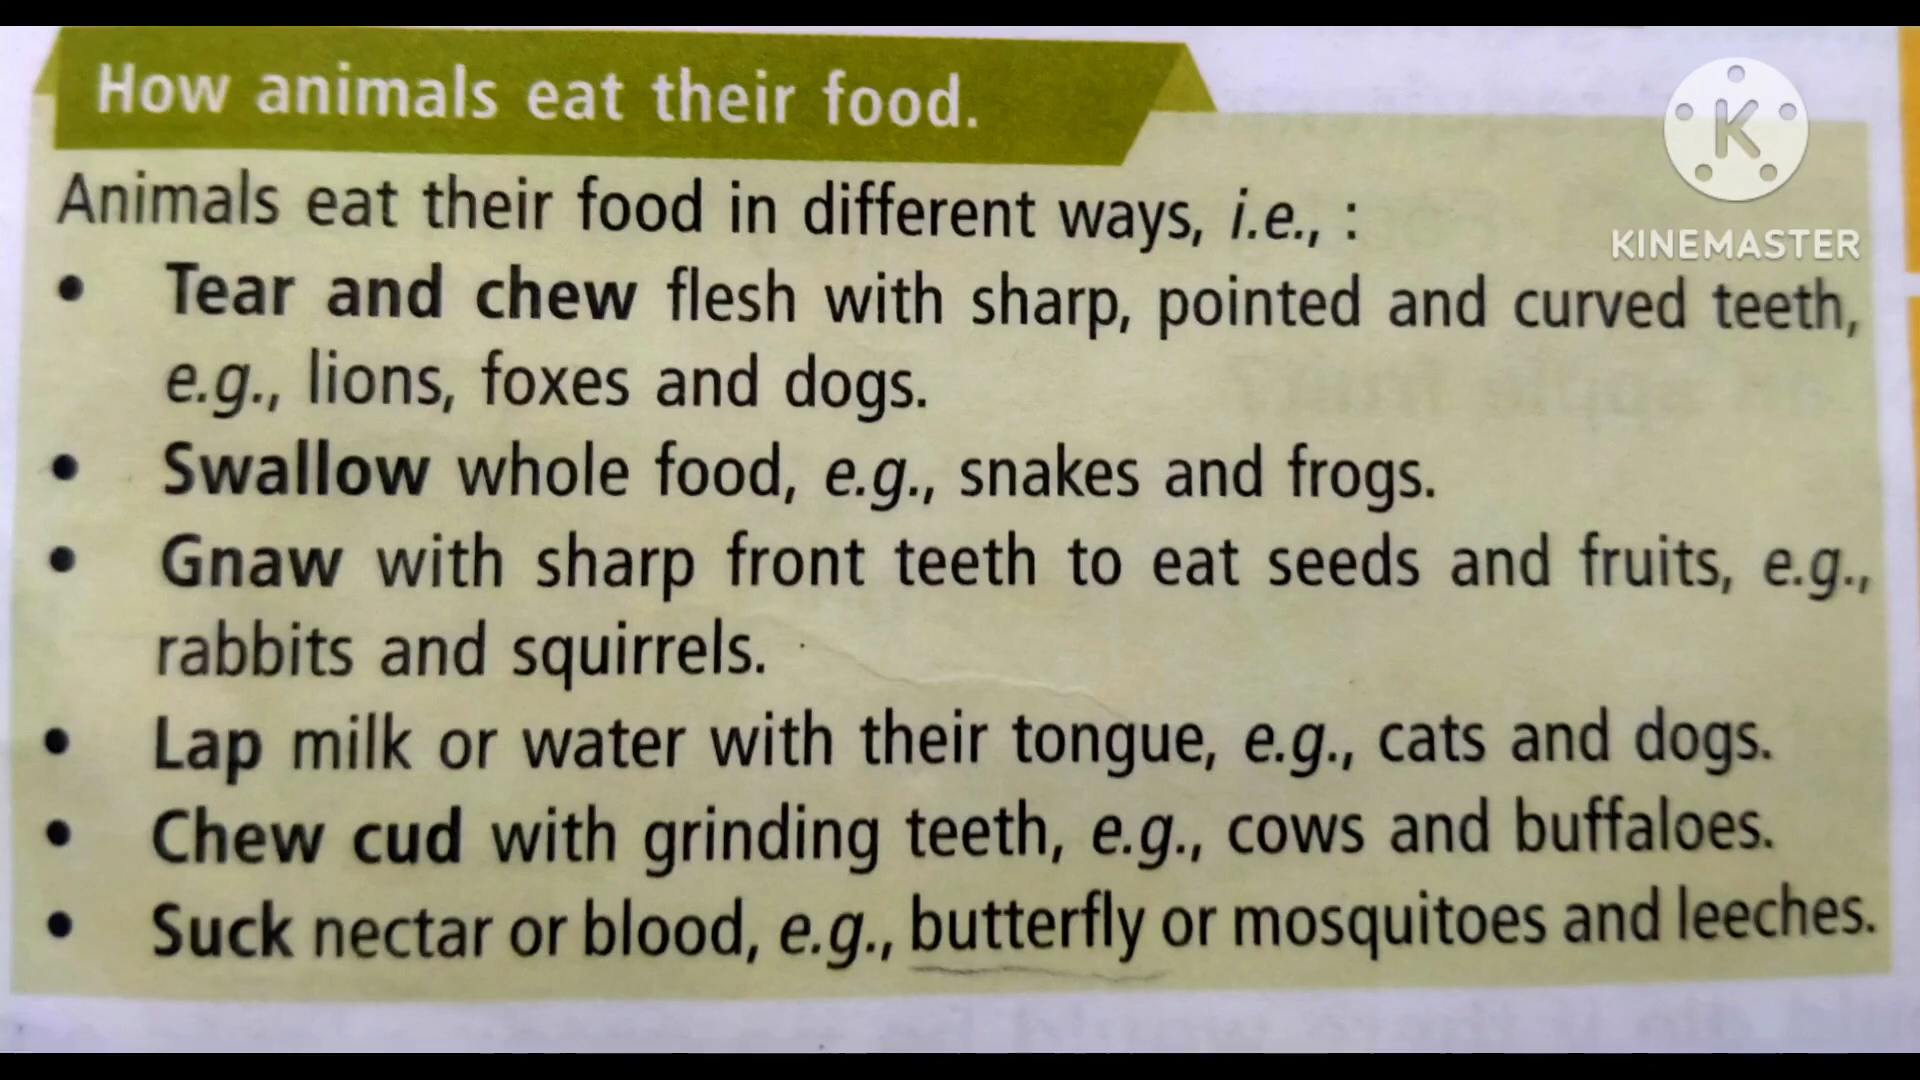 How animals eat their food.
K
KINEMASTER
Animals eat their food in different ways, i.e., :
• Tear and chew flesh with sharp, pointed and curved teeth,
e.g., lions, foxes and dogs.
• Swallow whole food, e.g., snakes and frogs.
• Gnaw with sharp front teeth to eat seeds and fruits, e.g.,
rabbits and squirrels.
• Lap milk or water with their tongue, e.g., cats and dogs.
• Chew cud with grinding teeth, e.g., cows and buffaloes.
• Suck nectar or blood, e.g., butterfly or mosquitoes and leeches.